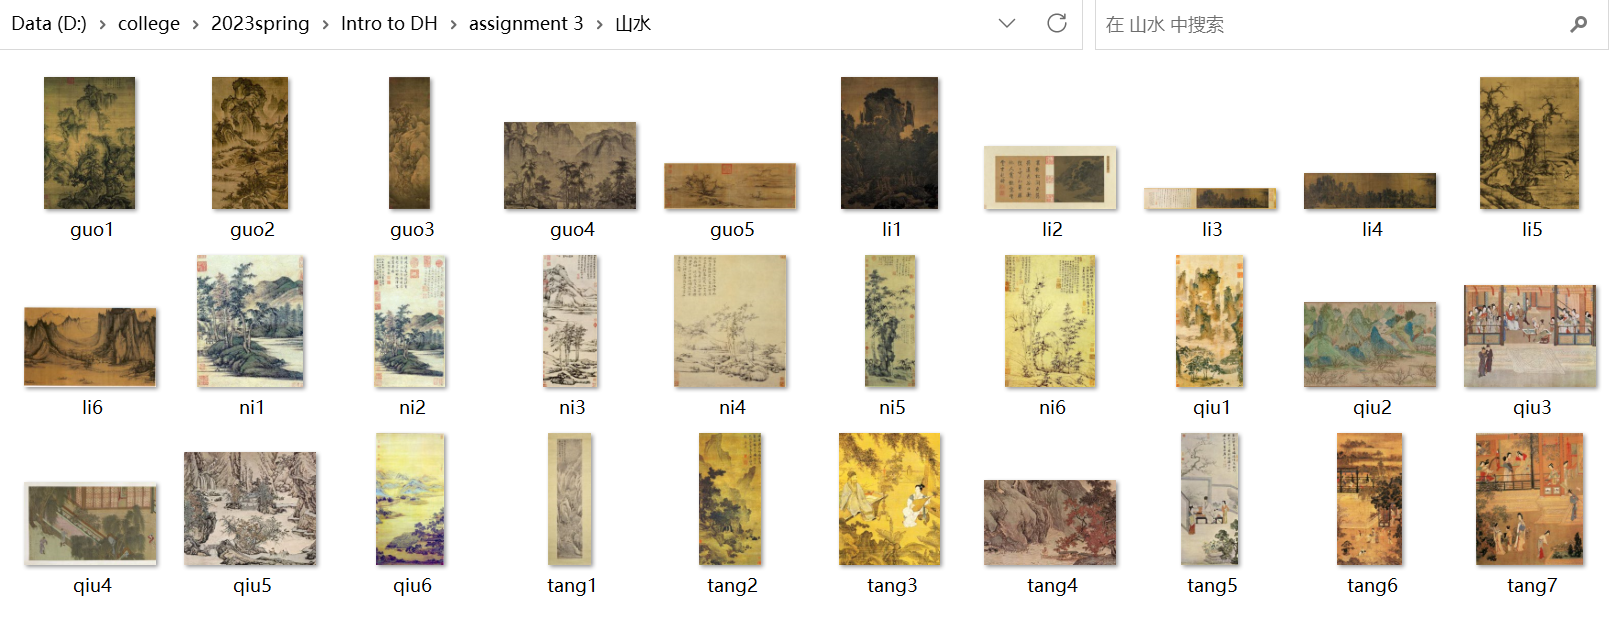 Data (D:) > college > 2023spring > Intro to DH > assignment 3 > 山水
在 山水 中搜索
guo1 guo2 guo3 guo4 guo5 li1 li2 li3 li4 li5
li6 ni1 ni2 ni3 ni4 ni5 ni6 qiu1 qiu2 qiu3
qiu4 qiu5 qiu6 tang1 tang2 tang3 tang4 tang5 tang6 tang7